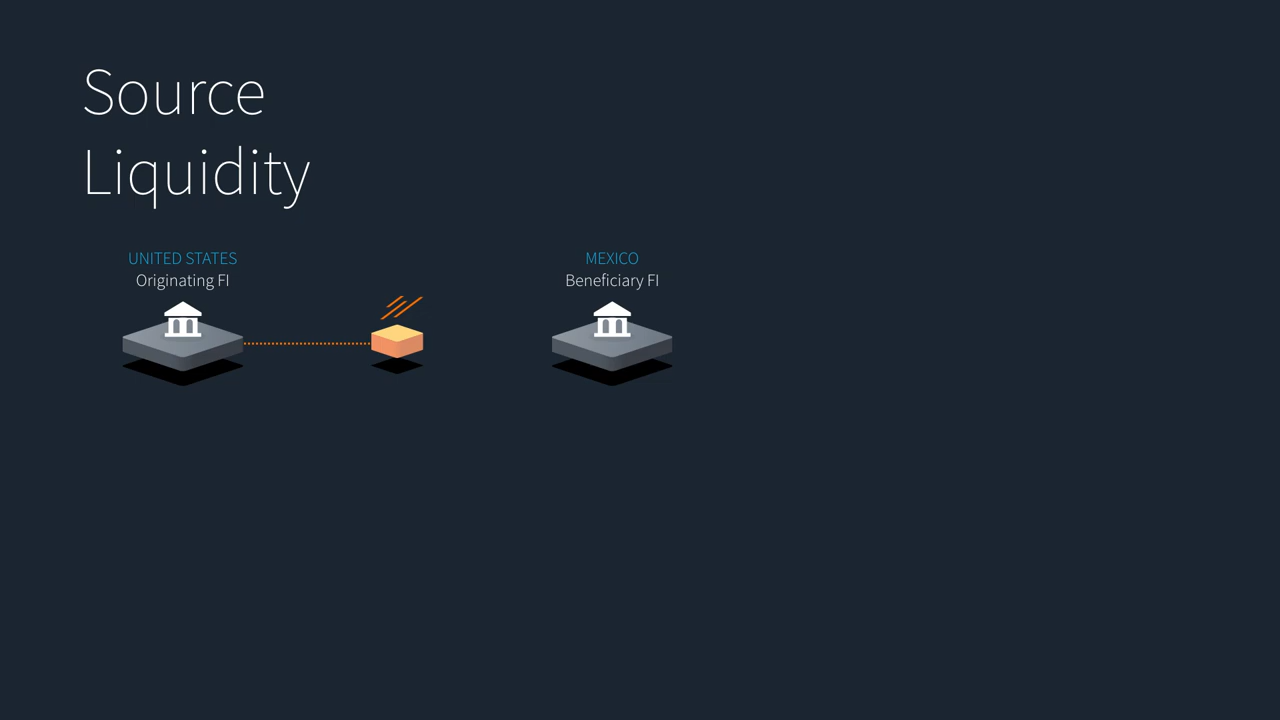 Source
Liquidity
UNITED STATES
Originating FI
MEXICO
Beneficiary FI